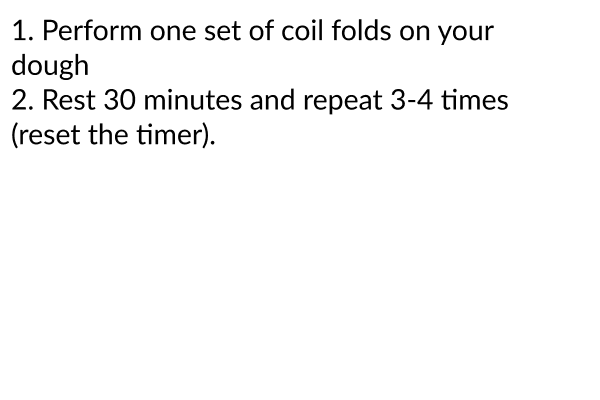 1. Perform one set of coil folds on your
dough
2. Rest 30 minutes and repeat 3-4 times
(reset the timer).